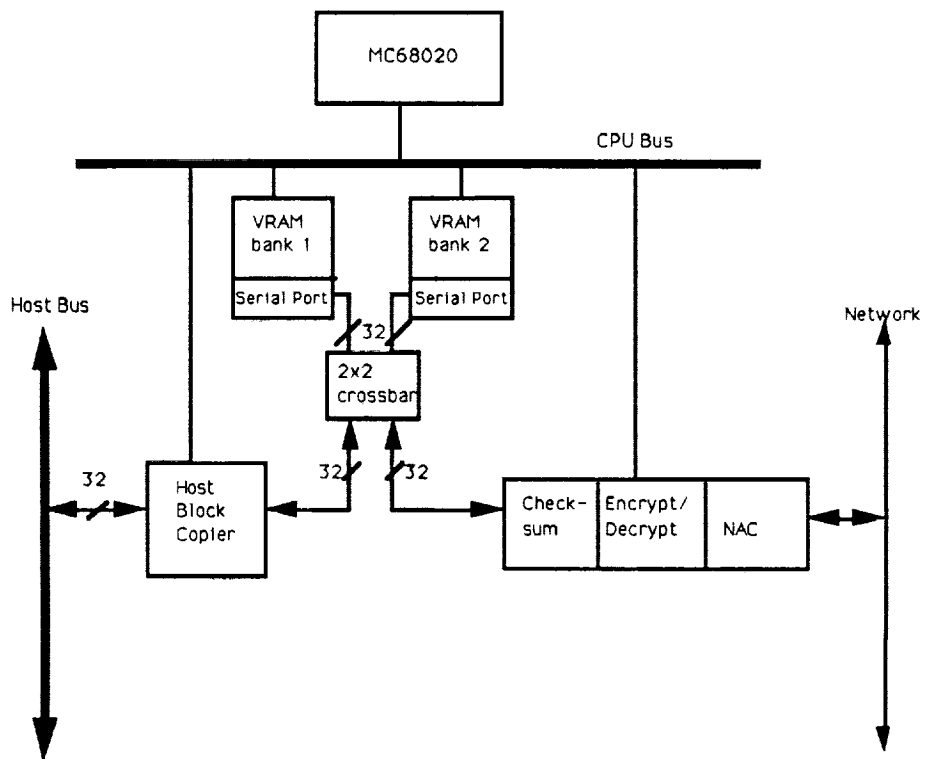 MC68020
CPU Bus
VRAM
bank 1
VRAM
bank 2
Serial Port
Serial Port
Host Bus
Network
32
2x2
crossbar
32
32
32
Host
Block
Copier
Check-
sum
Encrypt/
Decrypt
NAC